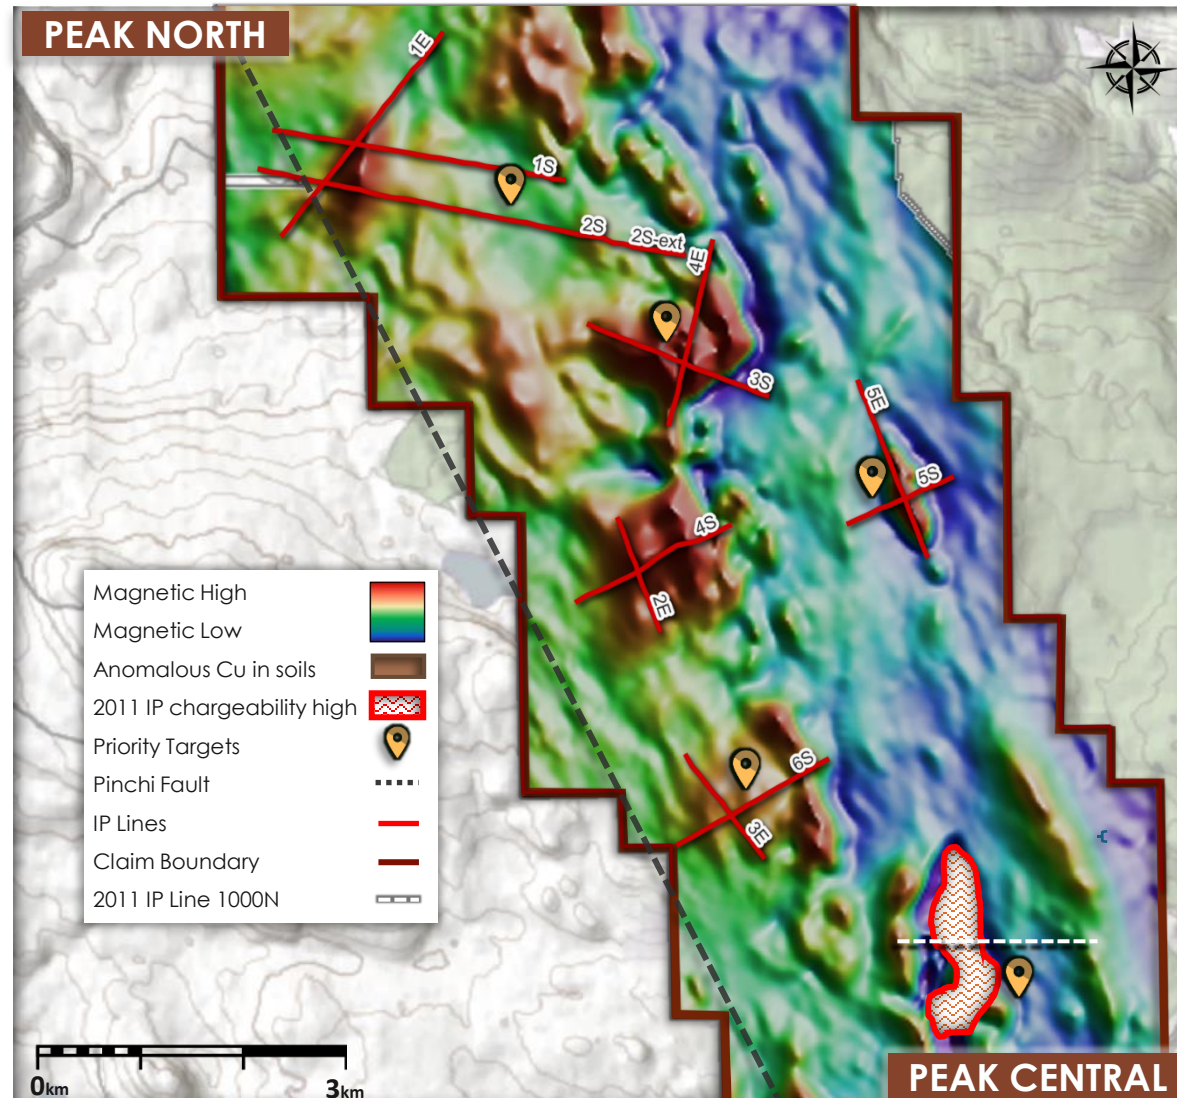 PEAK NORTH
1E
1S
2S
2S-ext
4E
3S
5E
5S
4S
2E
6S
3E
Magnetic High
Magnetic Low
Anomalous Cu in soils
2011 IP chargeability high
Priority Targets
Pinchi Fault
IP Lines
Claim Boundary
2011 IP Line 1000N
0km
3km
PEAK CENTRAL